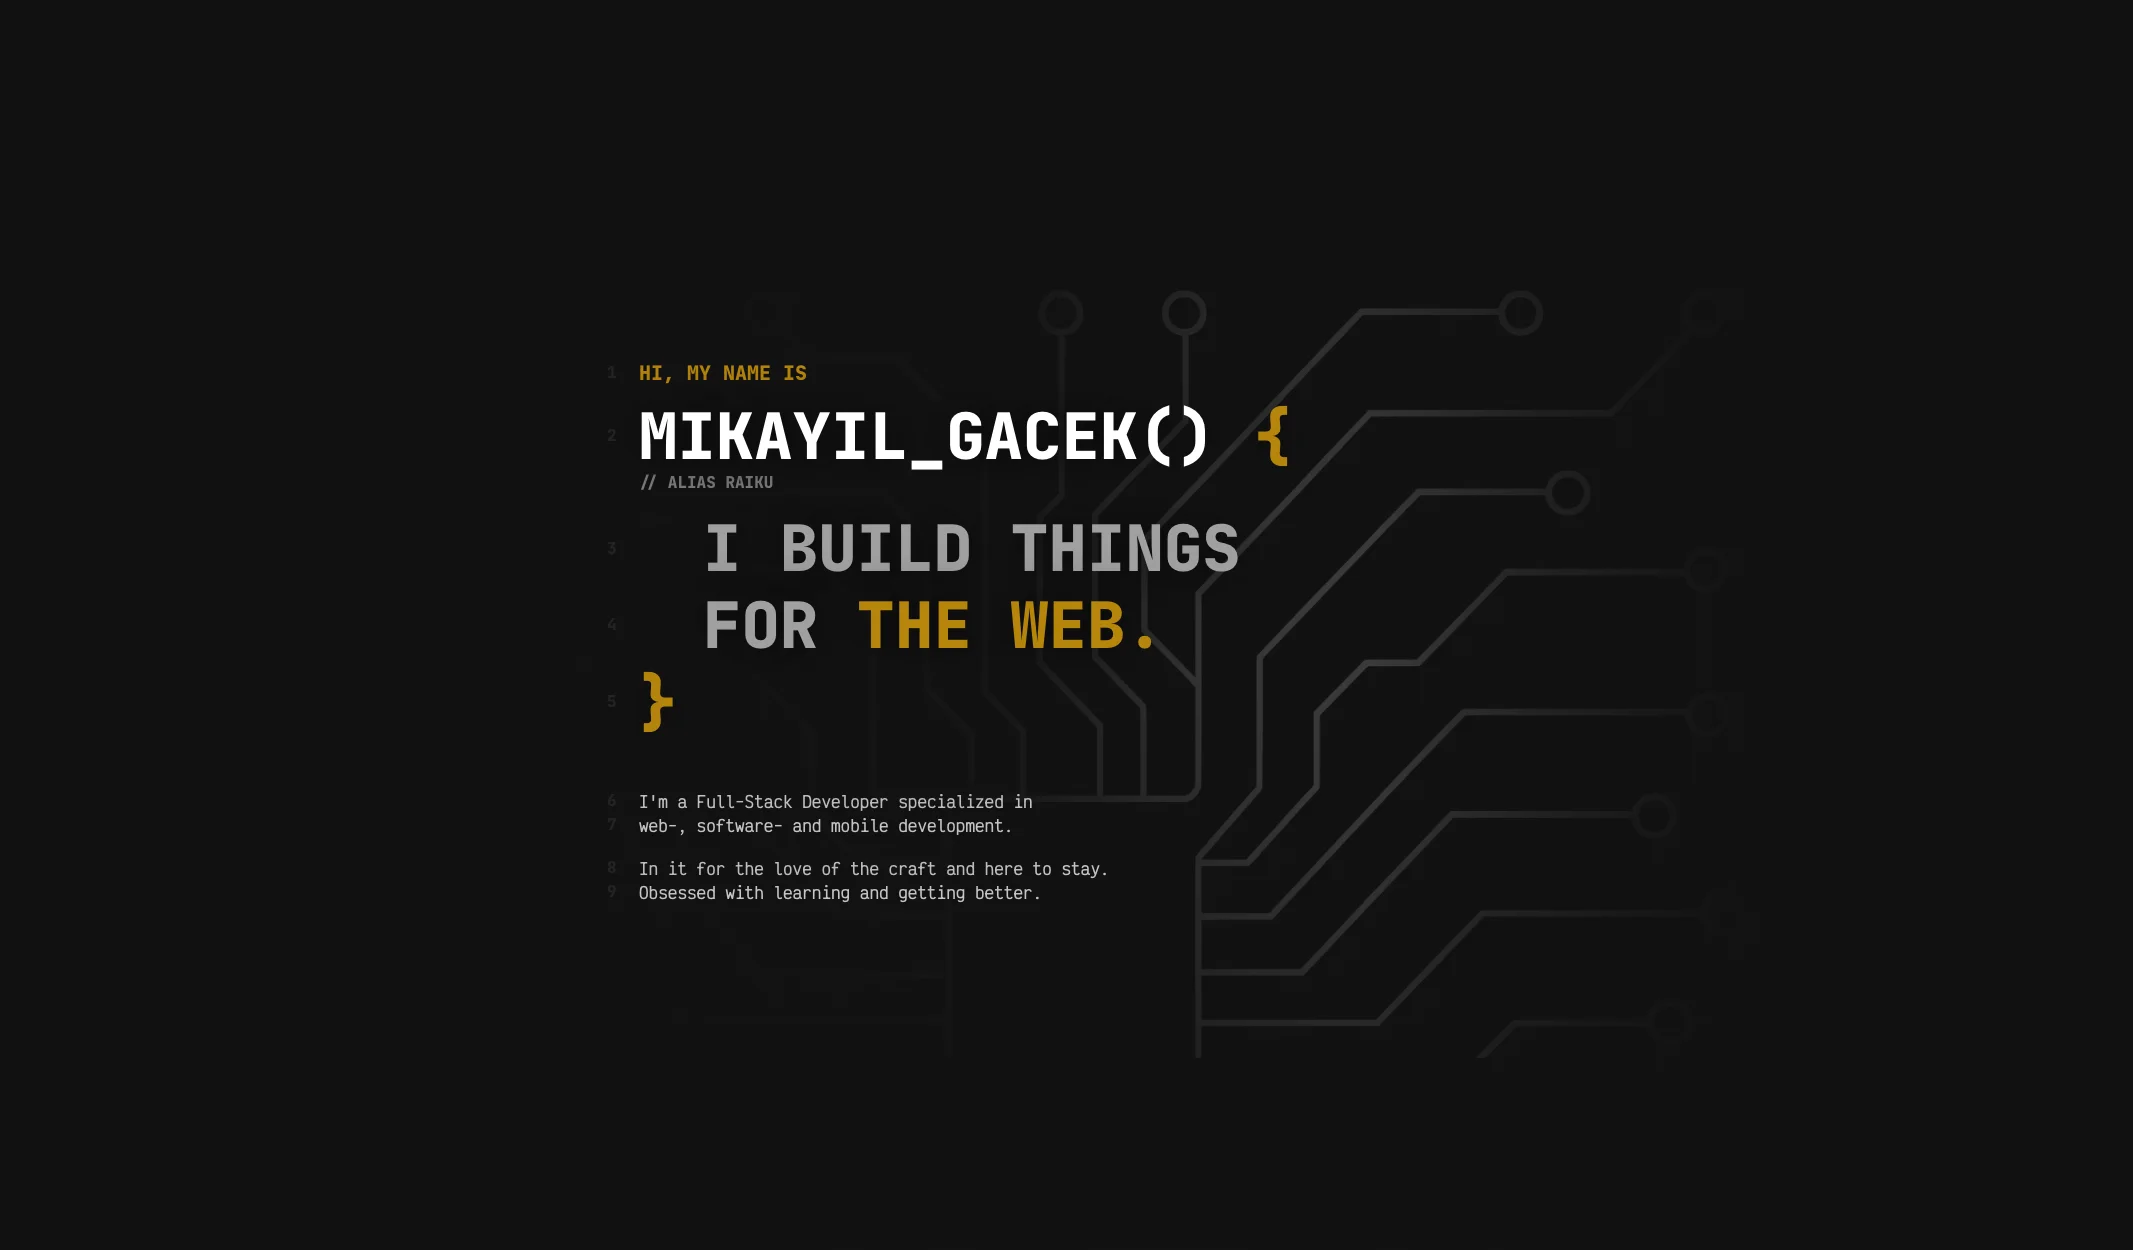 1 HI, MY NAME IS
2 MIKAYIL_GACEK() {
// ALIAS RAIKU
3 I BUILD THINGS
4 FOR THE WEB.
5 }
6 I'm a Full-Stack Developer specialized in
7 web-, software- and mobile development.
8 In it for the love of the craft and here to stay.
9 Obsessed with learning and getting better.